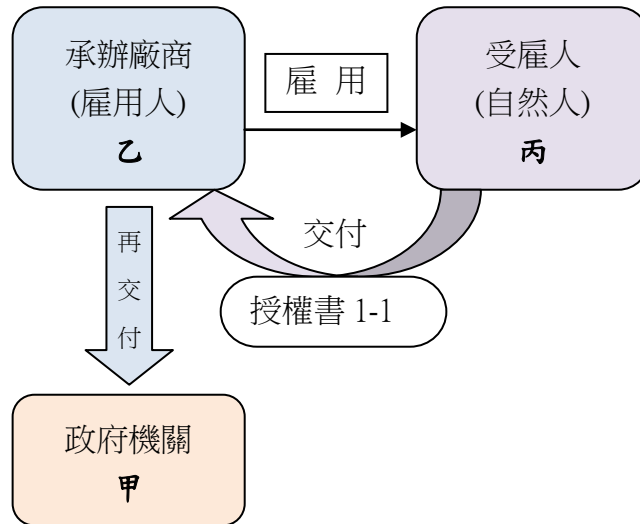 承辦廠商
(雇用人)
乙
雇 用
受雇人
(自然人)
丙
交付
授權書 1-1
再
交
付
政府機關
甲